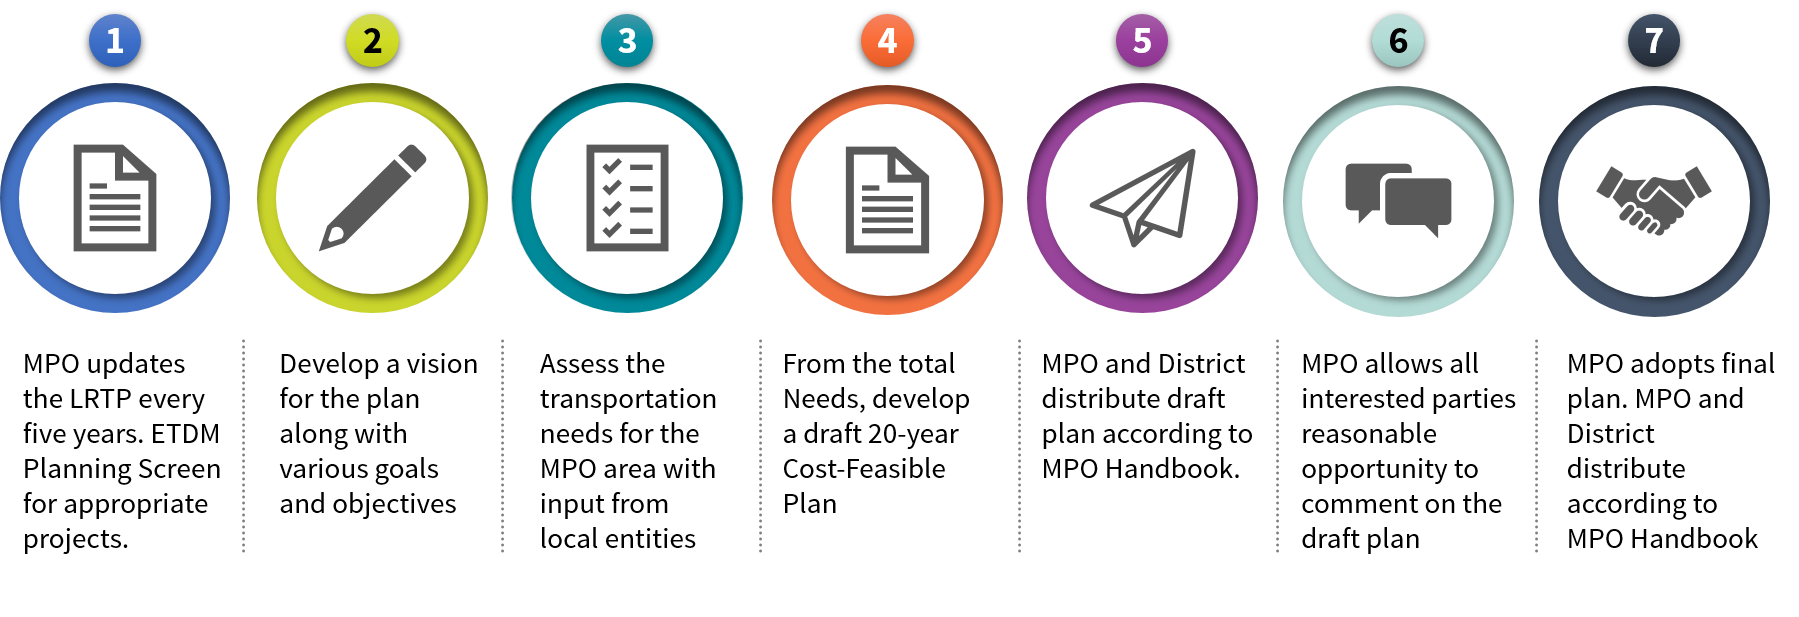 1
MPO updates
the LRTP every
five years. ETDM
Planning Screen
for appropriate
projects.
2
Develop a vision
for the plan
along with
various goals
and objectives
3
Assess the
transportation
needs for the
MPO area with
input from
local entities
4
From the total
Needs, develop
a draft 20-year
Cost-Feasible
Plan
5
MPO and District
distribute draft
plan according to
MPO Handbook.
6
MPO allows all
interested parties
reasonable
opportunity to
comment on the
draft plan
7
MPO adopts final
plan. MPO and
District
distribute
according to
MPO Handbook